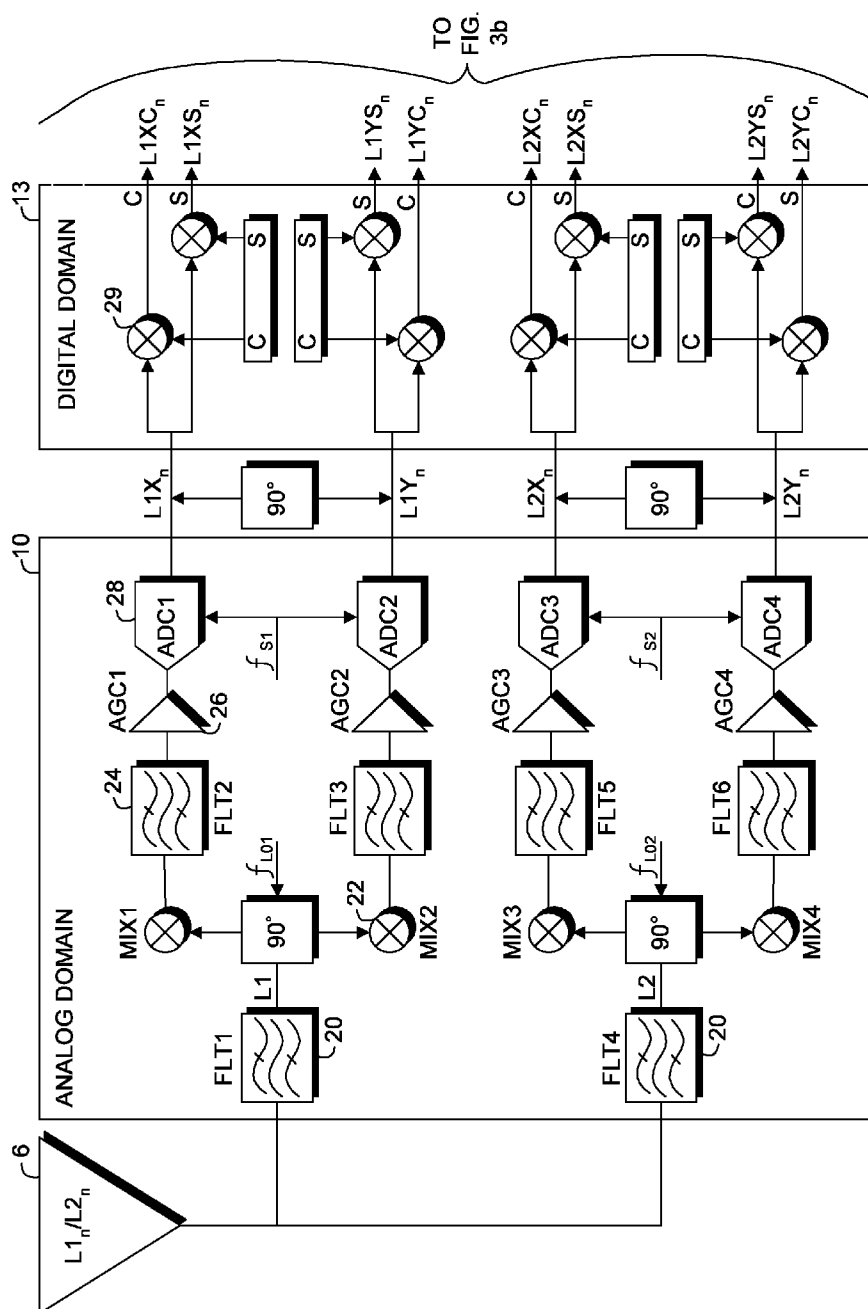 6
L1ₙ/L2ₙ
ANALOG DOMAIN
10
FLT1
20
L1
90°
fLO1
MIX1
MIX2
22
24
FLT2
FLT3
AGC1
26
AGC2
28
ADC1
ADC2
fS1
FLT4
20
L2
90°
fLO2
MIX3
MIX4
FLT5
FLT6
AGC3
AGC4
ADC3
ADC4
fS2
L1Xₙ
90°
L1Yₙ
L2Xₙ
90°
L2Yₙ
DIGITAL DOMAIN
13
29
C S
C S
C
S
S
C
C S
C S
C
S
C
S
L1XCₙ
L1XSₙ
L1YSₙ
L1YCₙ
L2XCₙ
L2XSₙ
L2YSₙ
L2YCₙ
TO
FIG.
3b